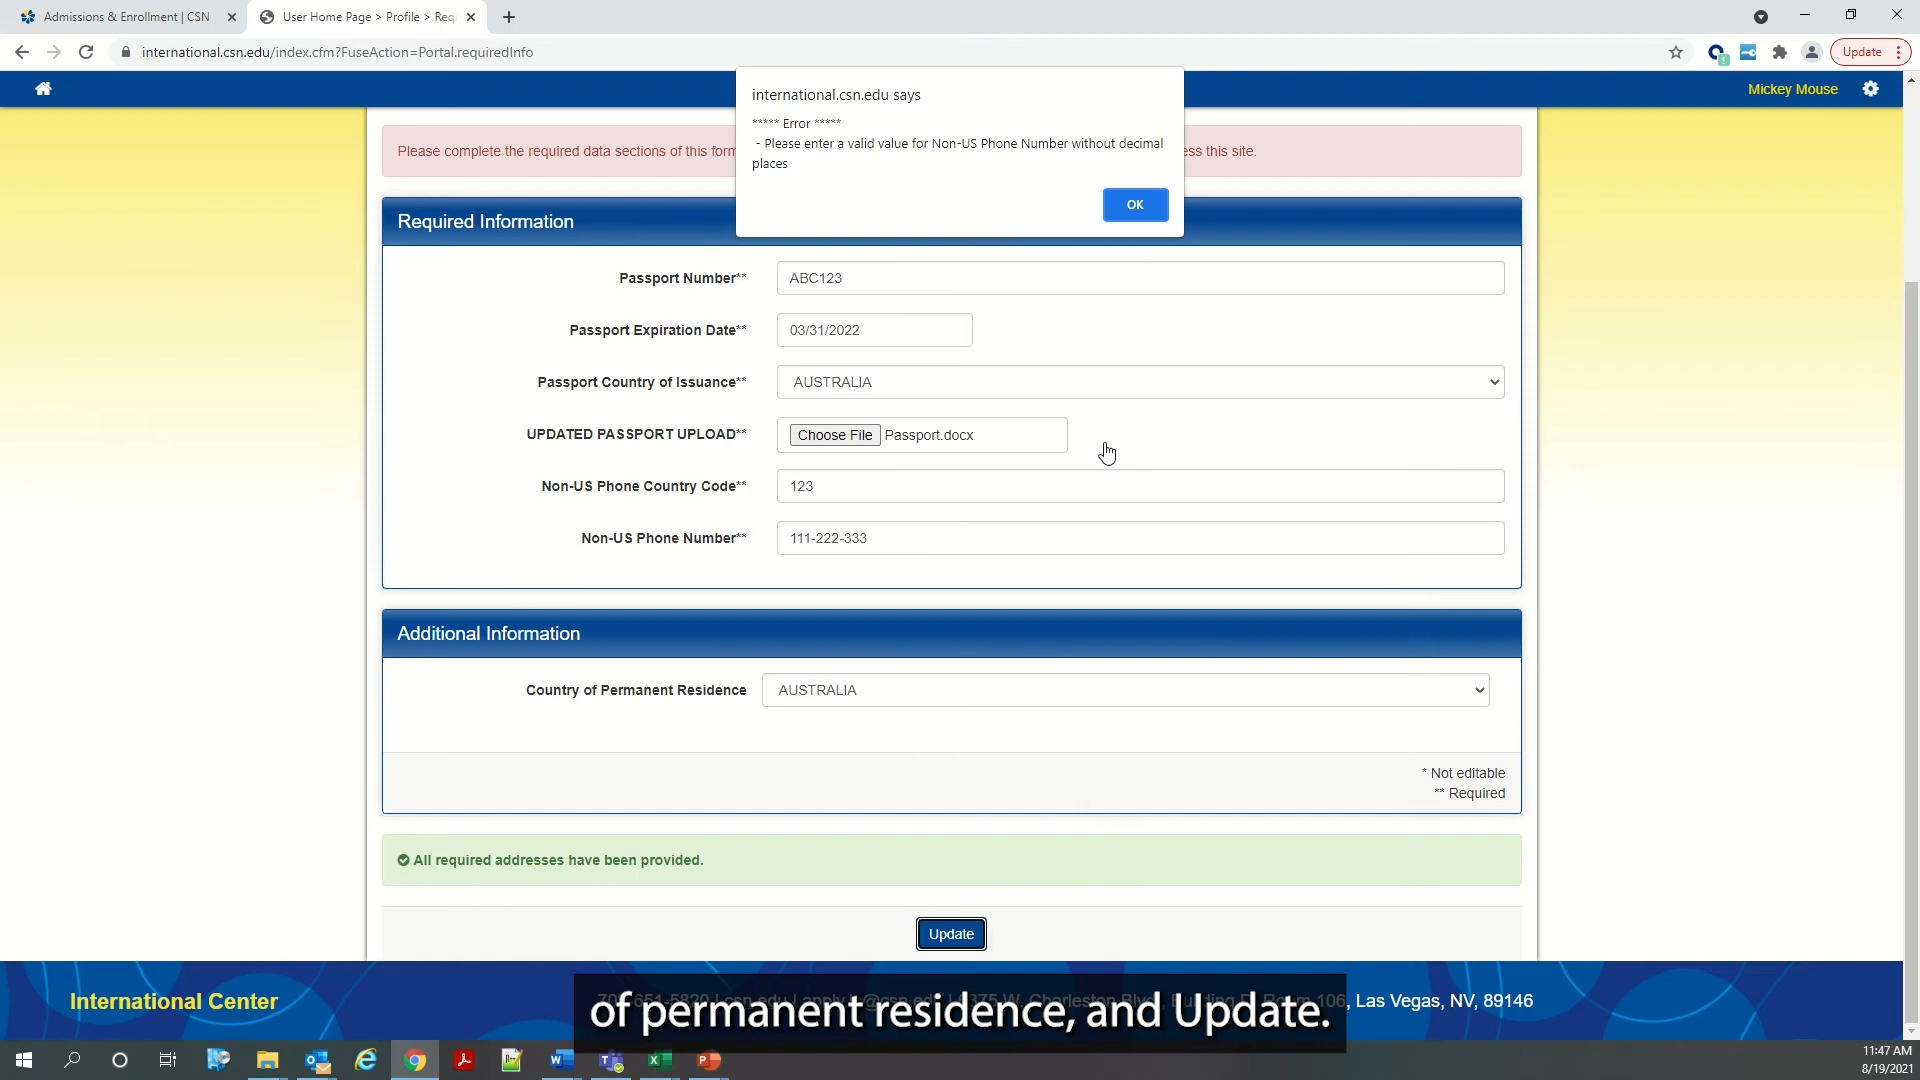 Admissions & Enrollment | CSN
User Home Page > Profile > Req
international.csn.edu/index.cfm?FuseAction=Portal.requiredInfo
Update
Mickey Mouse
international.csn.edu says
***** Error *****
- Please enter a valid value for Non-US Phone Number without decimal
places
OK
Please complete the required data sections of this form
ess this site.
Required Information
Passport Number** ABC123
Passport Expiration Date** 03/31/2022
Passport Country of Issuance** AUSTRALIA
UPDATED PASSPORT UPLOAD** Choose File Passport.docx
Non-US Phone Country Code** 123
Non-US Phone Number** 111-222-333
Additional Information
Country of Permanent Residence AUSTRALIA
* Not editable
** Required
All required addresses have been provided.
Update
International Center
, Las Vegas, NV, 89146
of permanent residence, and Update.
11:47 AM
8/19/2021